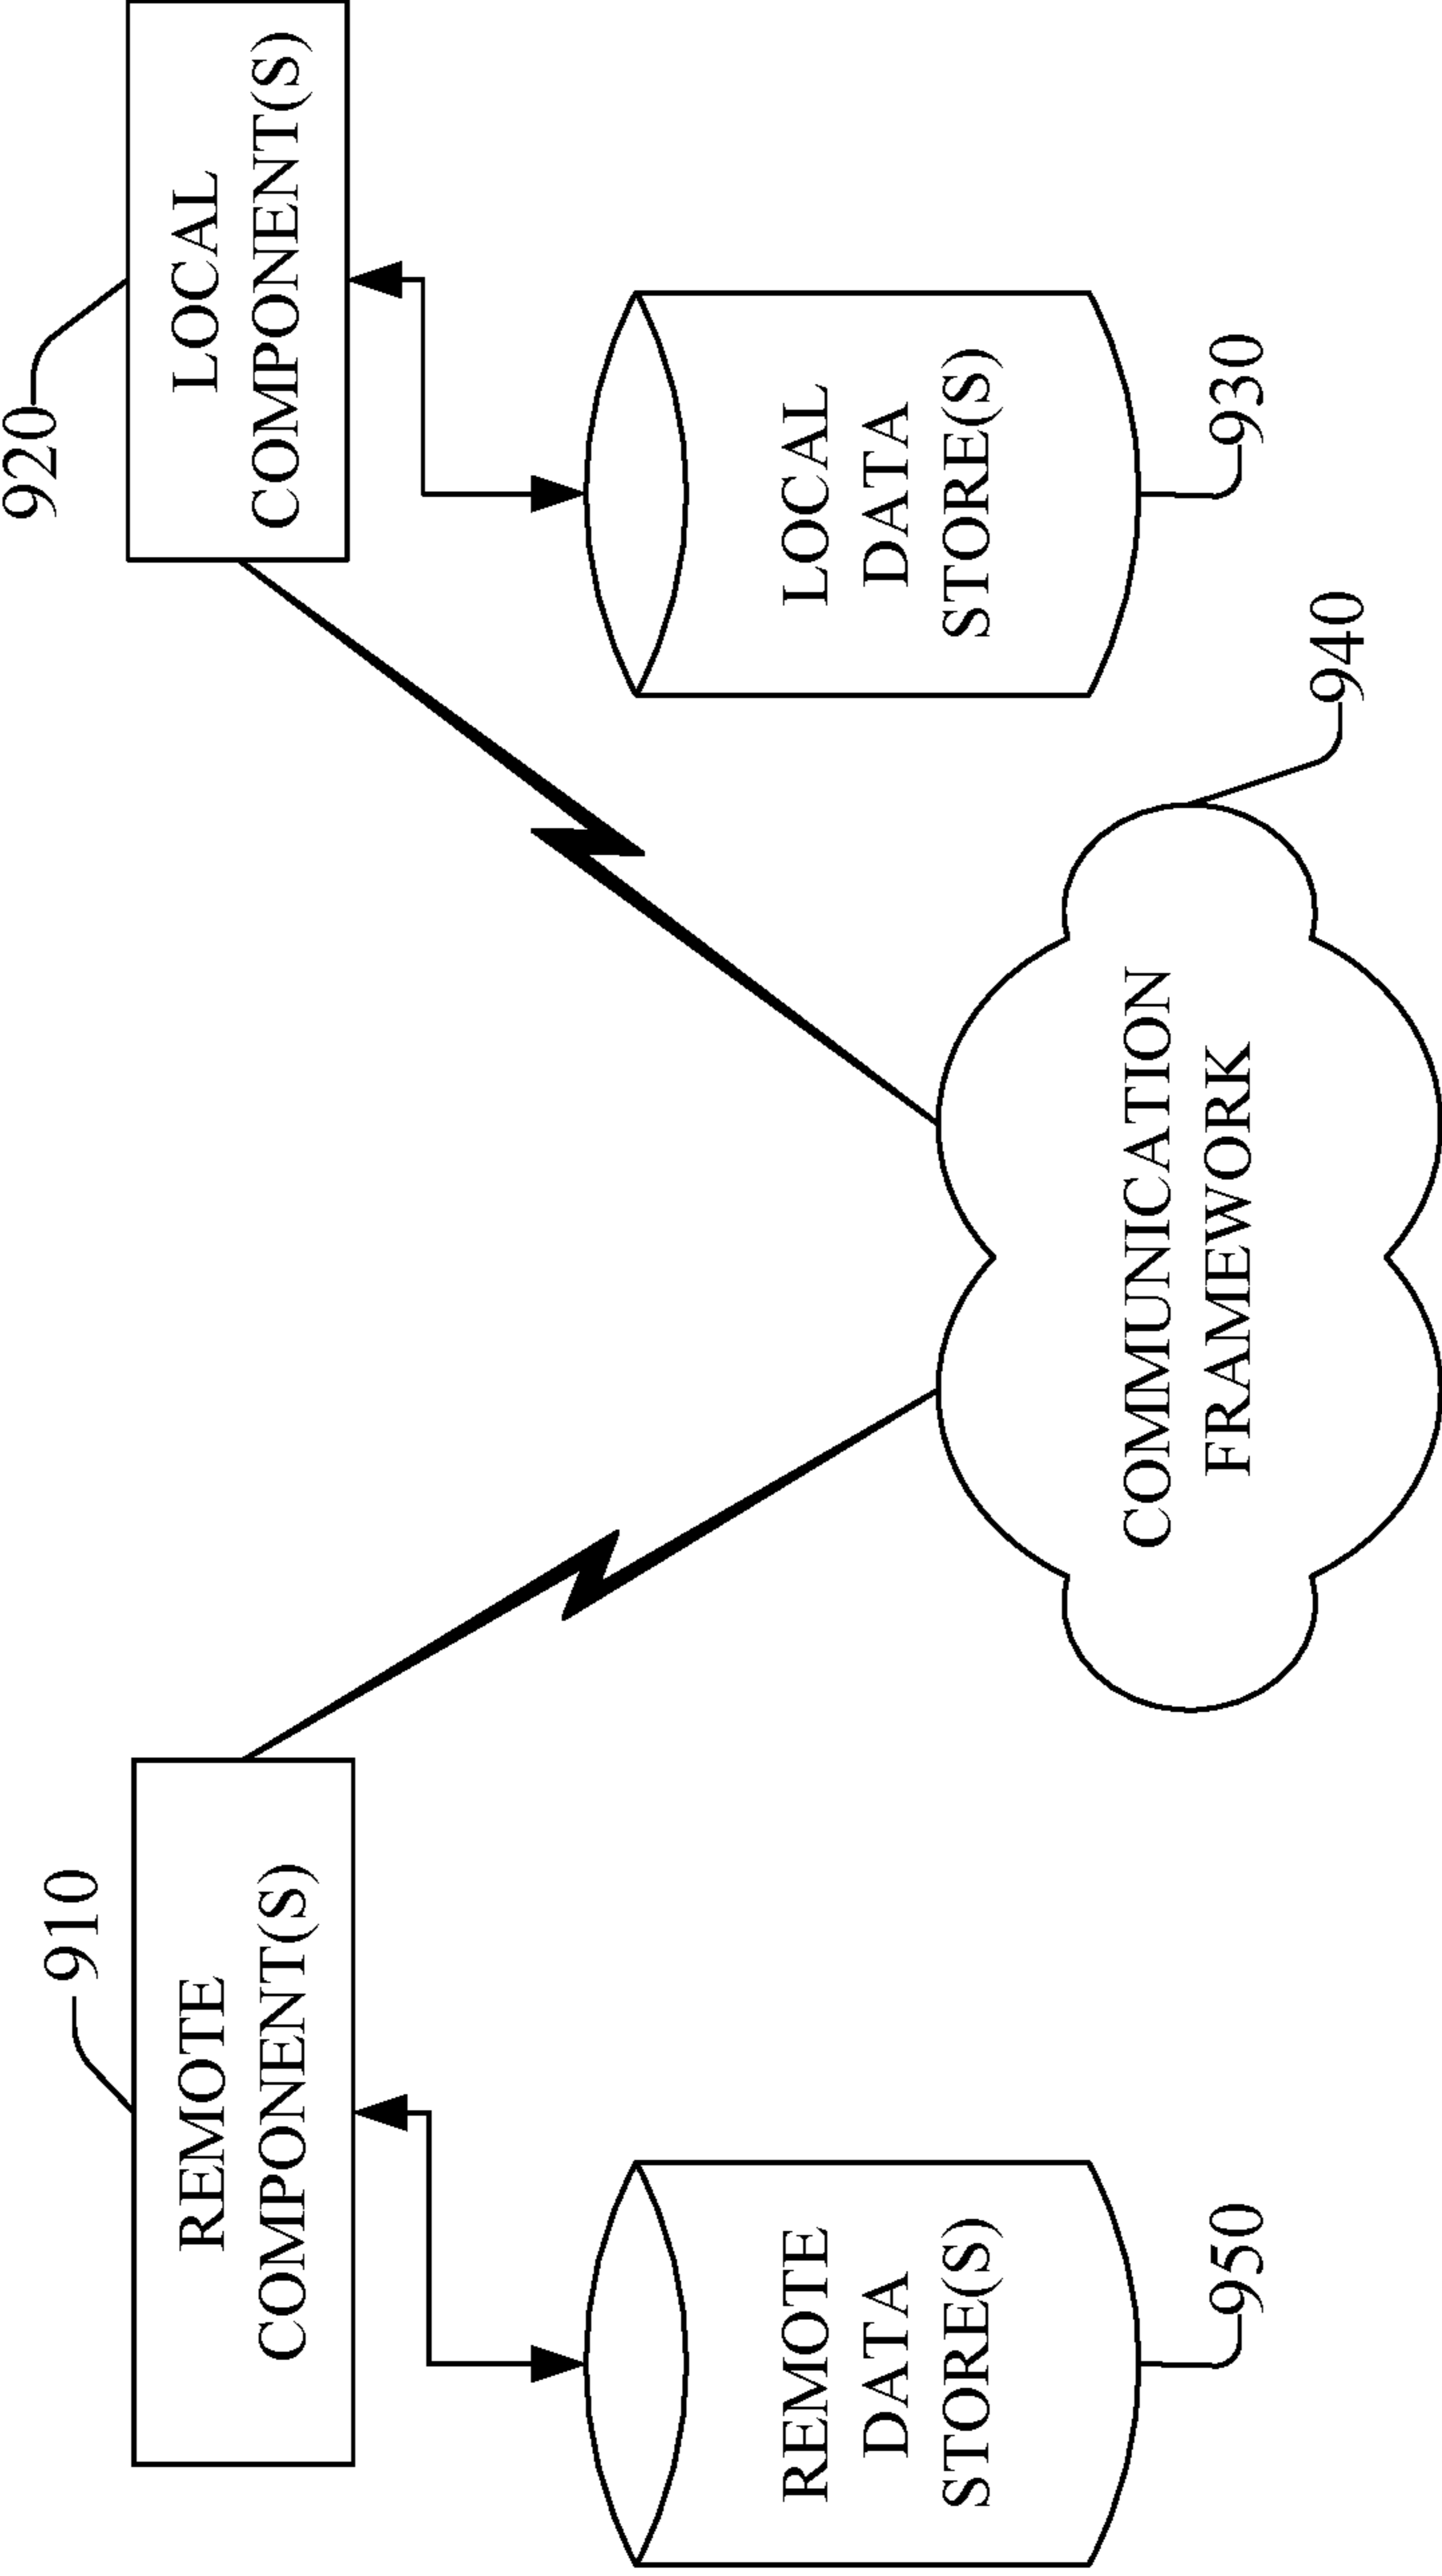 910
REMOTE
COMPONENT(S)
920
LOCAL
COMPONENT(S)
REMOTE
DATA
STORE(S)
950
COMMUNICATION
FRAMEWORK
940
LOCAL
DATA
STORE(S)
930